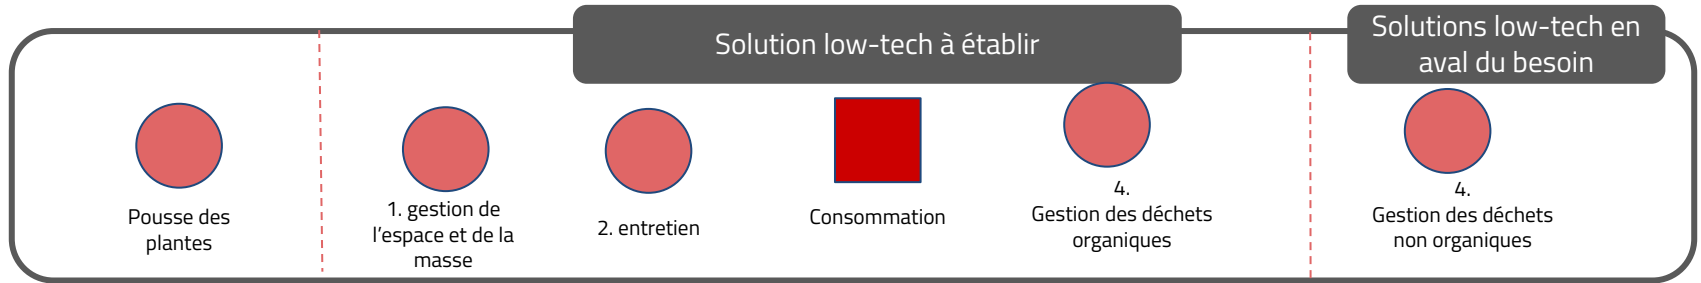 Solution low-tech à établir
Solutions low-tech en
aval du besoin
Pousse des
plantes
1. gestion de
l'espace et de la
masse
2. entretien
Consommation
4.
Gestion des déchets
organiques
4.
Gestion des déchets
non organiques